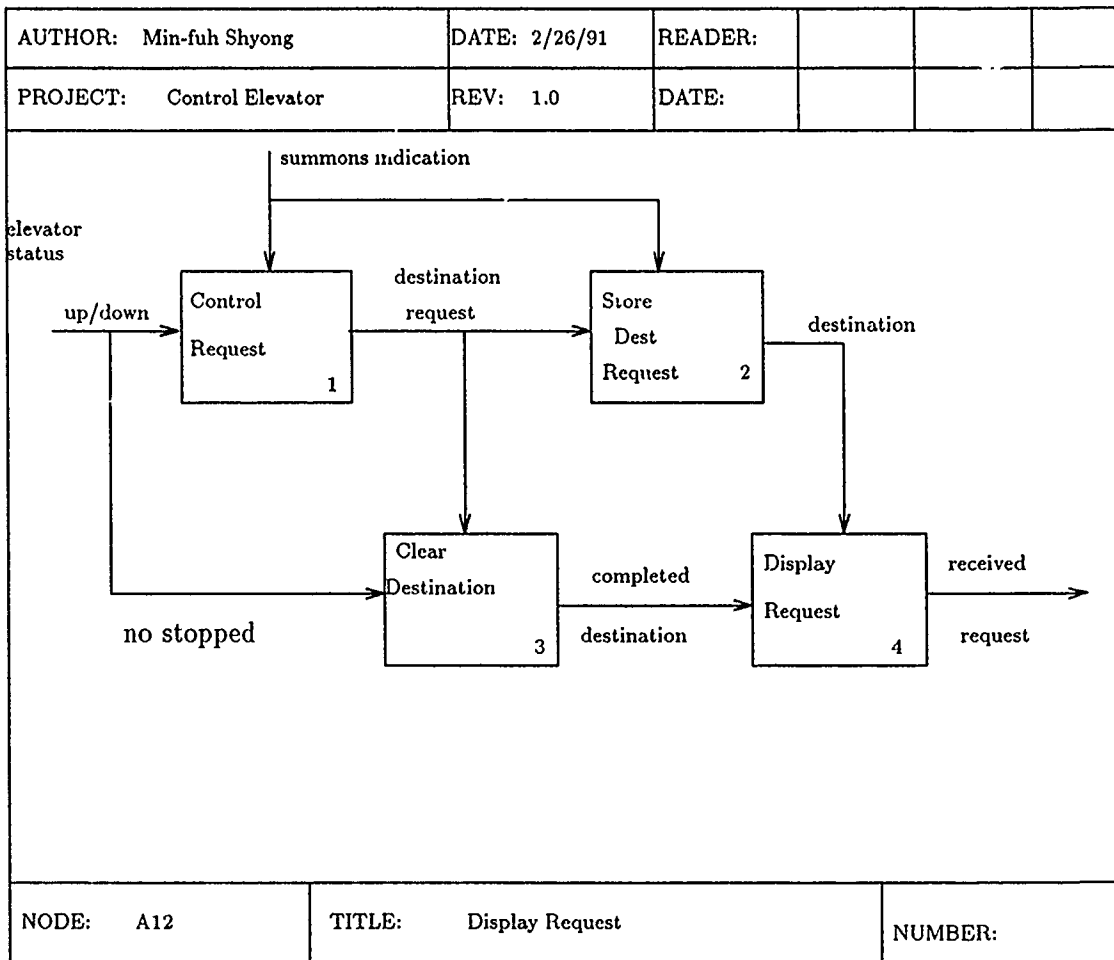 AUTHOR: Min-fuh Shyong DATE: 2/26/91 READER:
PROJECT: Control Elevator REV: 1.0 DATE:
summons indication
elevator
status
up/down
Control
Request
1
destination
request
Store
Dest
Request 2
destination
Clear
Destination
3
no stopped
completed
destination
Display
Request
4
received
request
NODE: A12 TITLE: Display Request NUMBER: